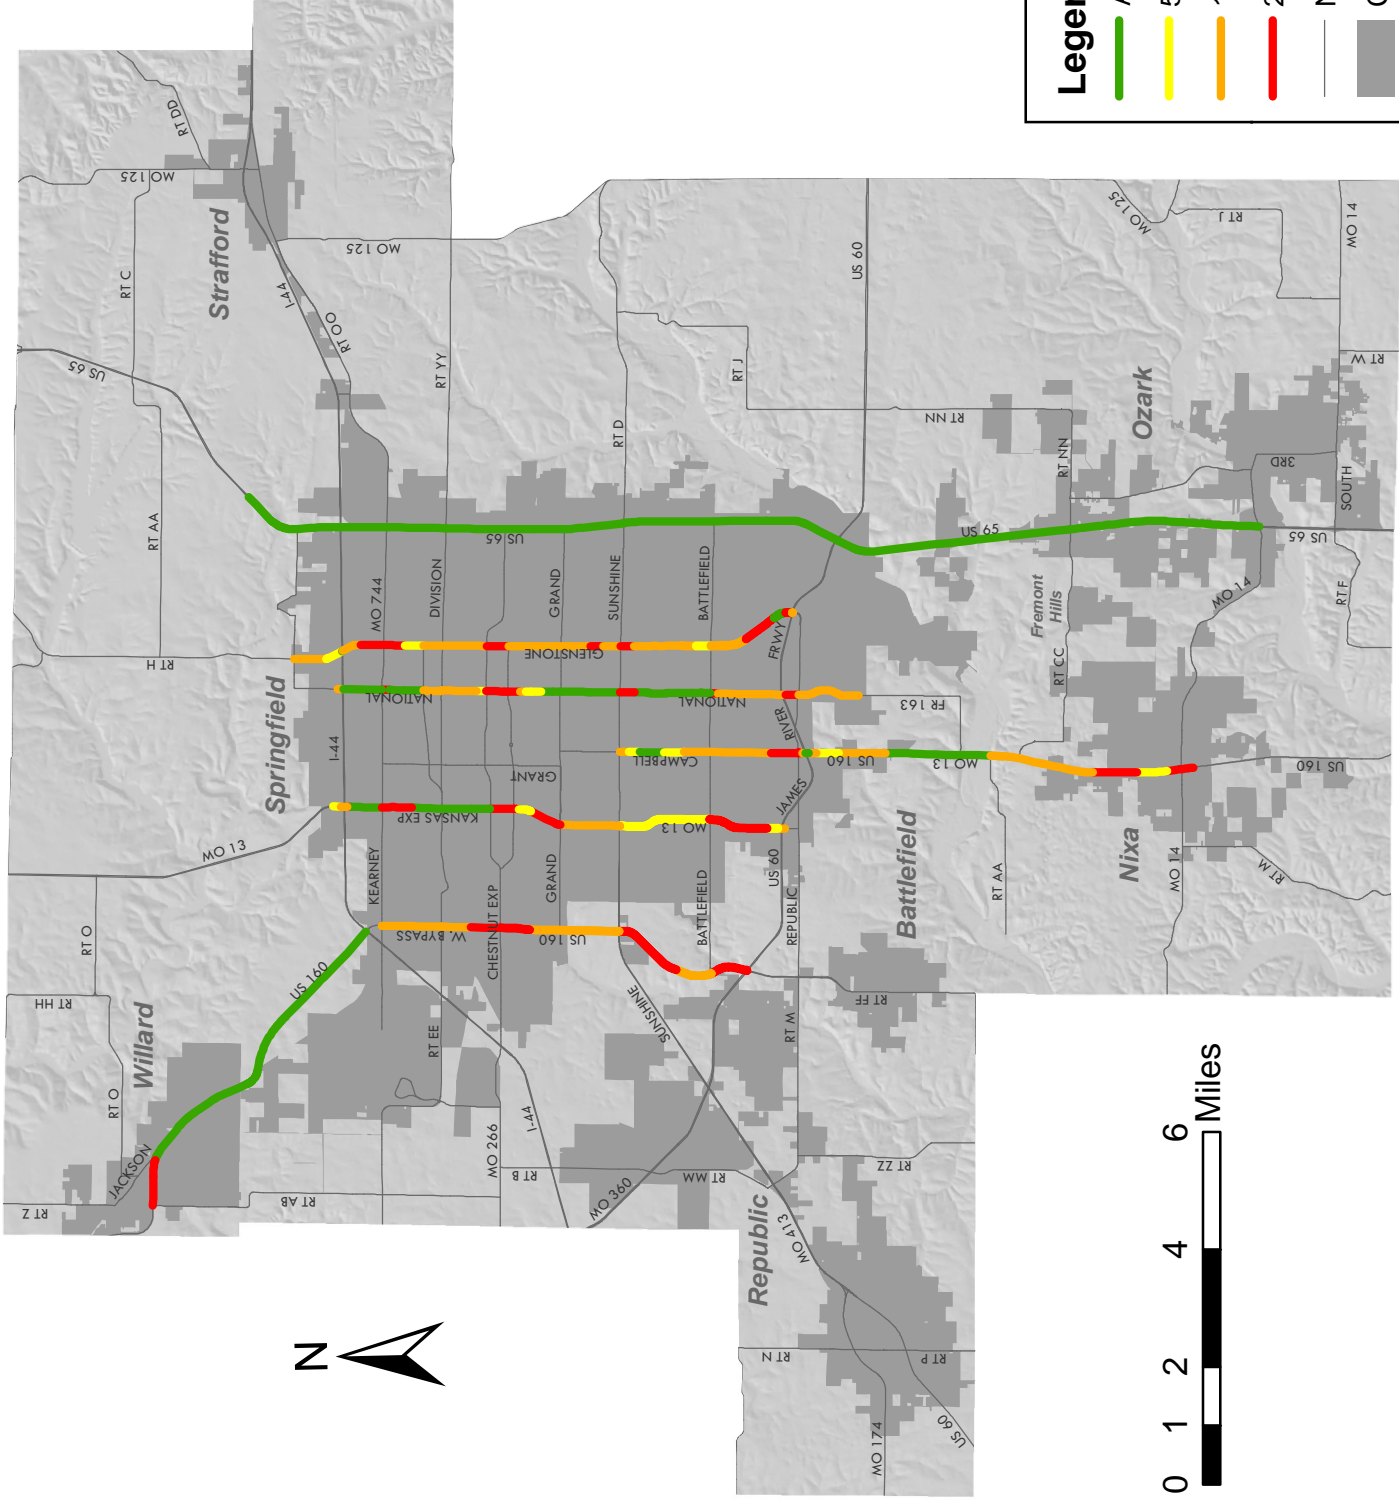 RT DD
MO 125
Strafford
RT C
US 65
I-44
RT OO
MO 125
RT YY
US 60
MO 125
RT J
MO 14
RT D
RT J
RT NN
RT NN
Ozark
RT W
3RD
SOUTH
RT AA
US 65
US 65
US 65
MO 744
DIVISION
GRAND
SUNSHINE
BATTLEFIELD
Fremont
Hills
MO 14
RT F
RT H
GLENSTONE
FRWY
RT CC
Springfield
NATIONAL
NATIONAL
FR 163
I-44
RIVER
CAMPBELL
US 160
MO 13
US 160
GRANT
JAMES
KANSAS EXP
MO 13
MO 13
KEARNEY
GRAND
BATTLEFIELD
US 60
REPUBLIC
Battlefield
RT AA
Nixa
MO 14
RT M
RT O
W. BYPASS
CHESTNUT EXP
US 160
US 160
RT HH
Willard
SUNSHINE
RT FF
RT M
RT EE
RT O
JACKSON
I-44
MO 266
RT B
RT MM
RT ZZ
RT Z
RT AB
MO 360
Republic
MO 413
RT N
RT P
US 60
MO 174
N
0 1 2 4 6
Miles